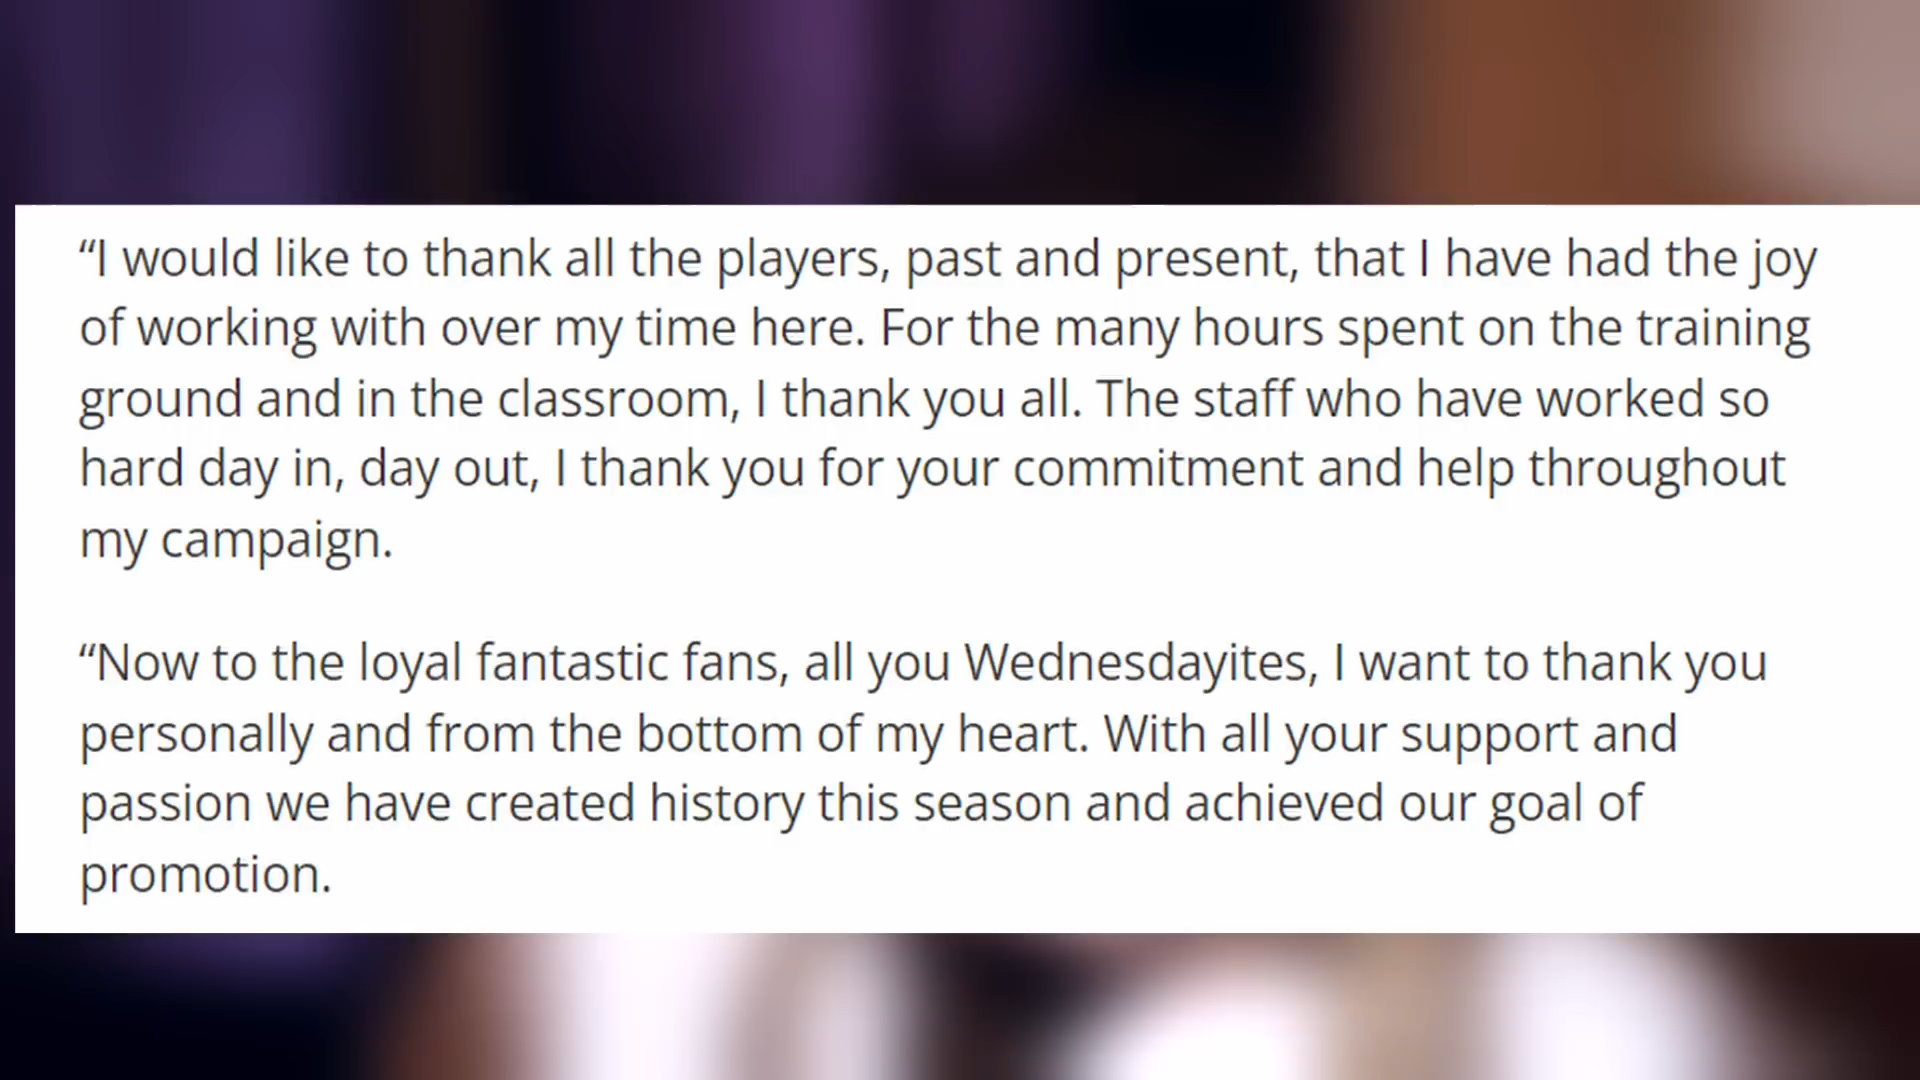 “I would like to thank all the players, past and present, that I have had the joy
of working with over my time here. For the many hours spent on the training
ground and in the classroom, I thank you all. The staff who have worked so
hard day in, day out, I thank you for your commitment and help throughout
my campaign.
“Now to the loyal fantastic fans, all you Wednesdayites, I want to thank you
personally and from the bottom of my heart. With all your support and
passion we have created history this season and achieved our goal of
promotion.